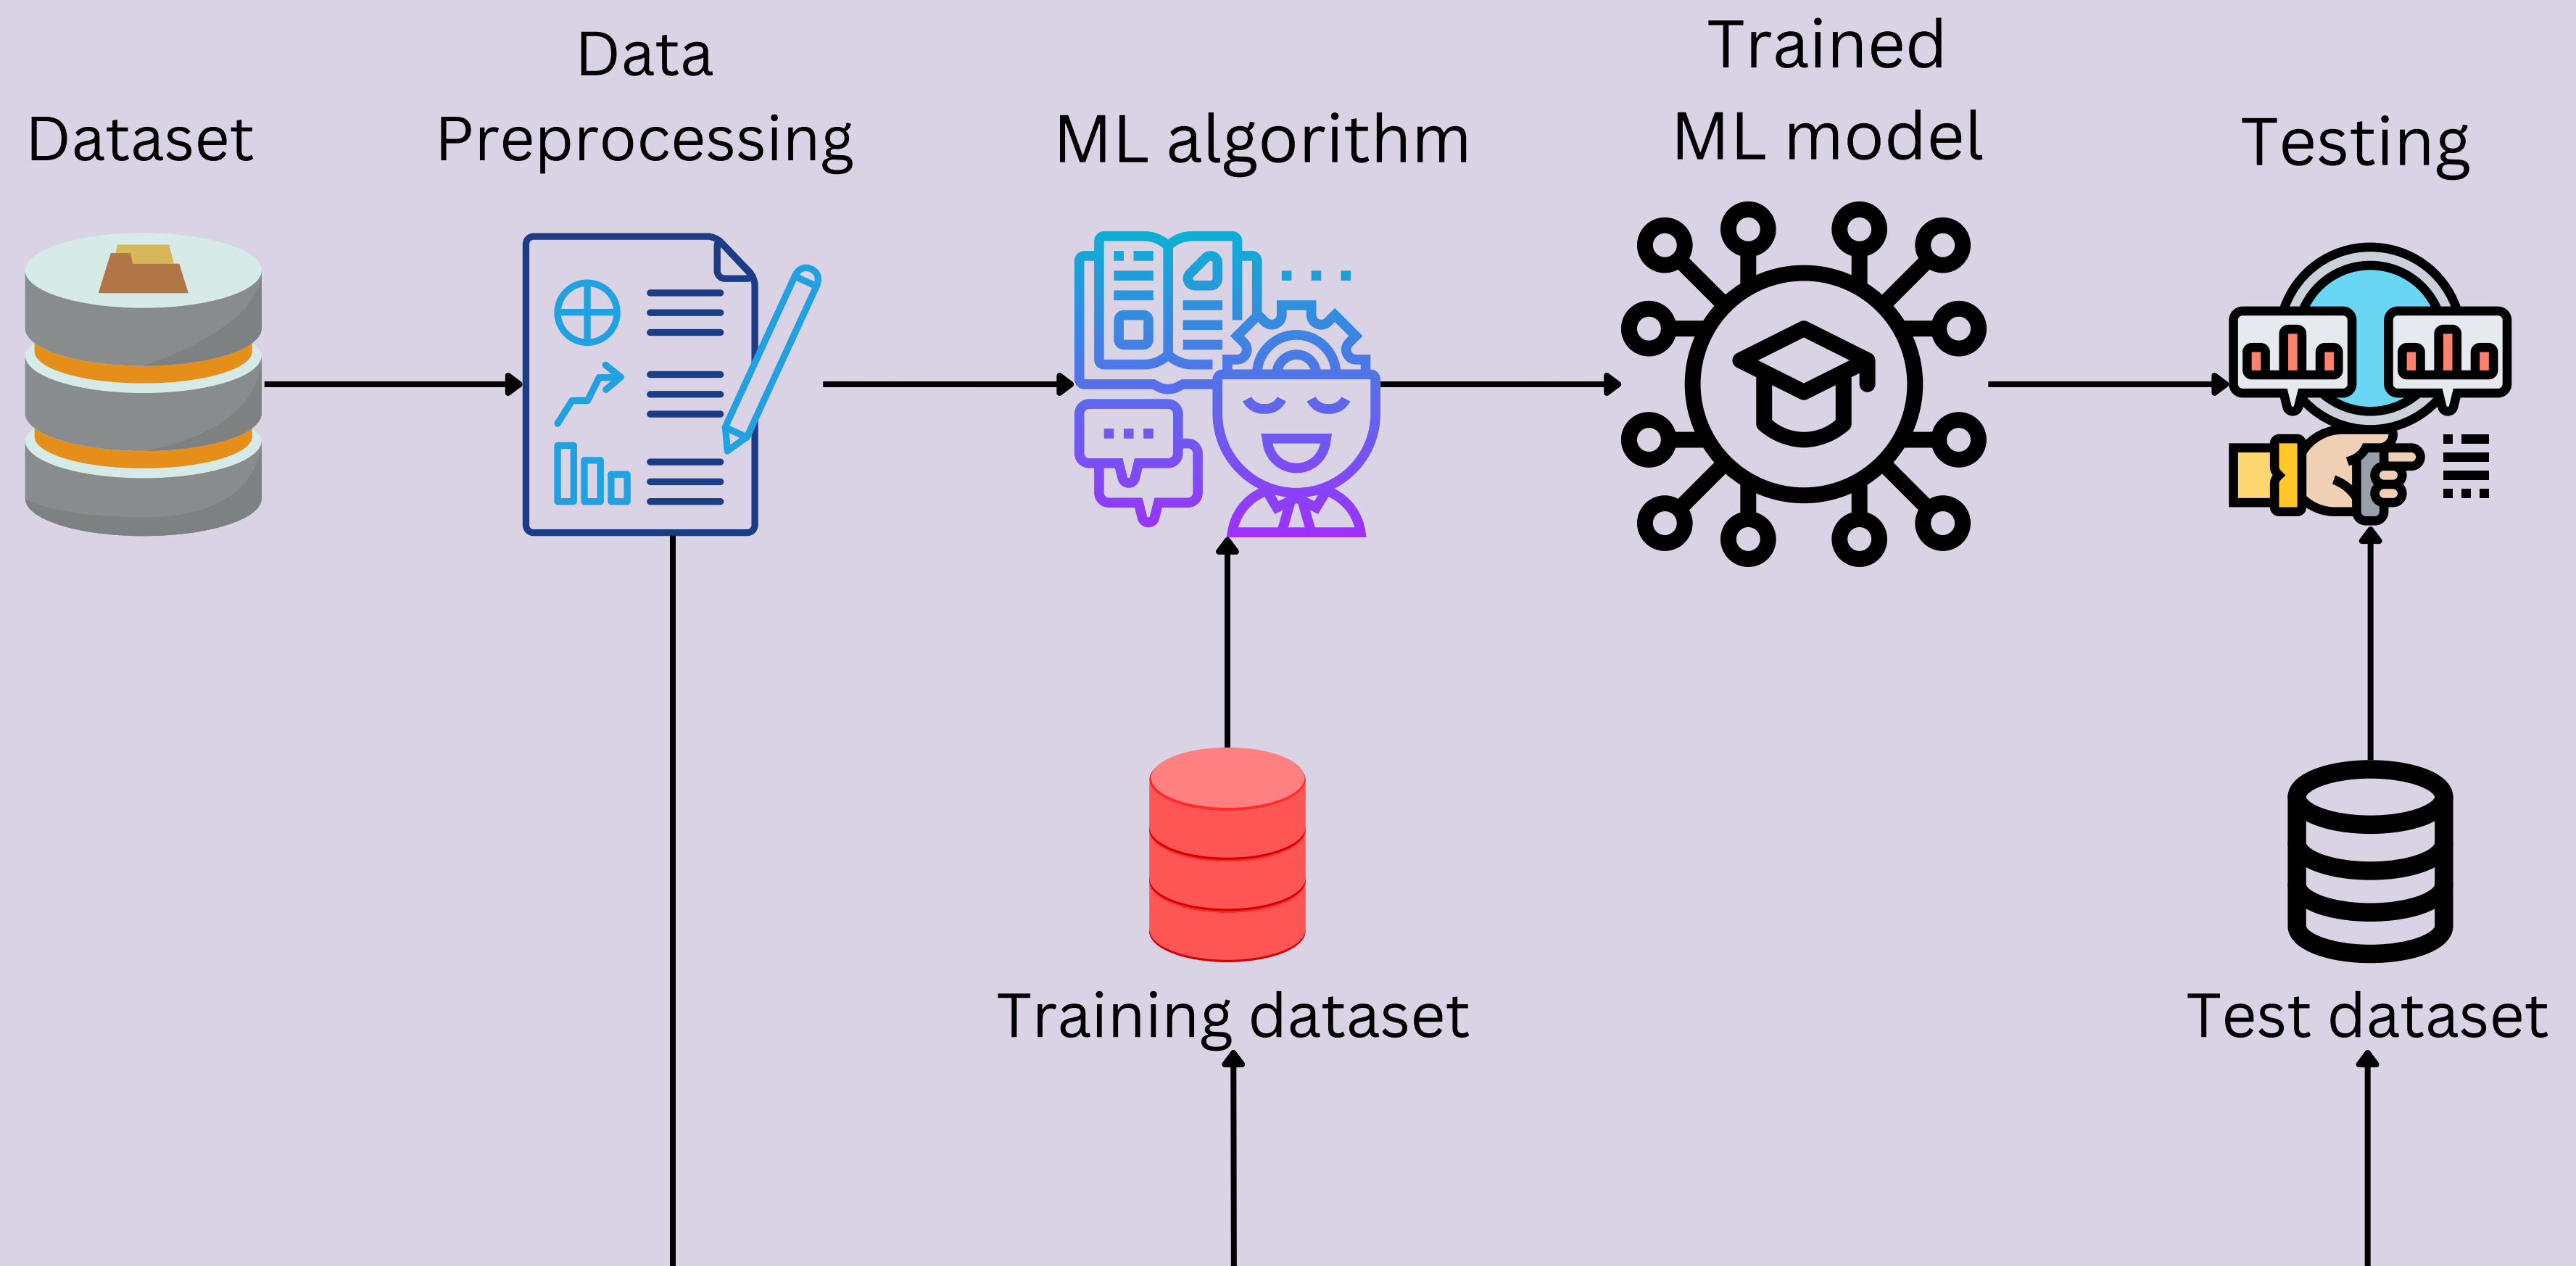 Dataset
Data
Preprocessing
ML algorithm
Trained
ML model
Testing
Training dataset
Test dataset